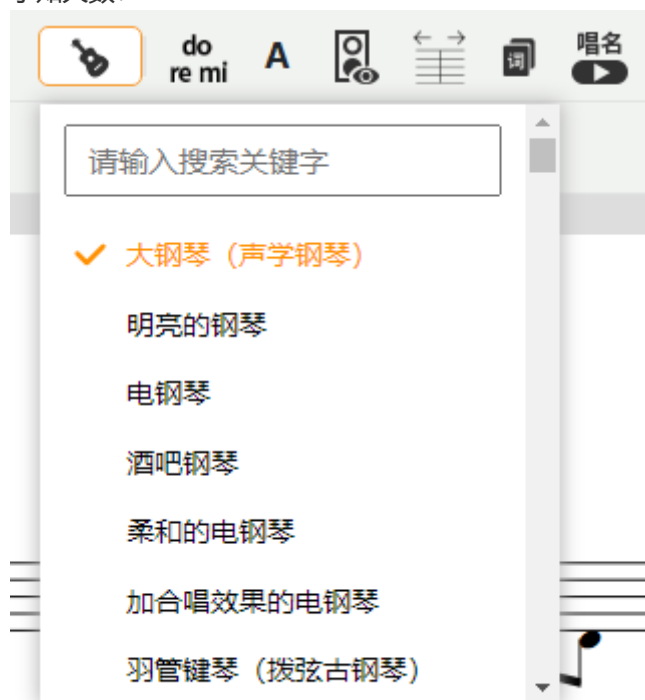 do
re mi
A
词
唱名
请输入搜索关键字
大钢琴（声学钢琴）
明亮的钢琴
电钢琴
酒吧钢琴
柔和的电钢琴
加合唱效果的电钢琴
羽管键琴（拨弦古钢琴）